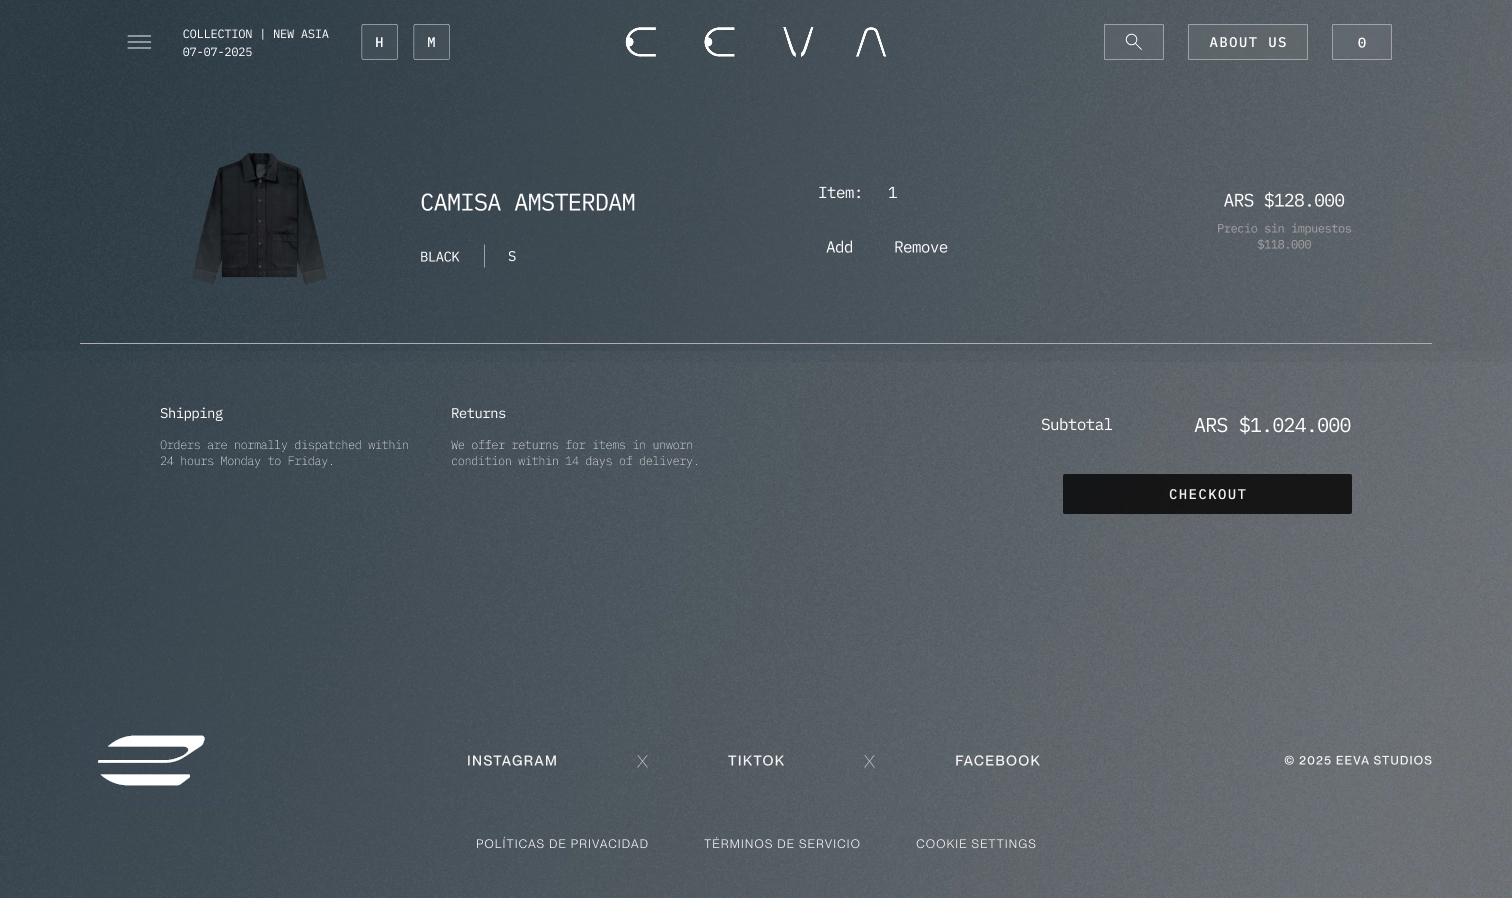 COLLECTION | NEW ASIA
07-07-2025
H
M
EEVA
ABOUT US
0
CAMISA AMSTERDAM
BLACK
S
Item: 1
Add
Remove
ARS $128.000
Precio sin impuestos
$118.000
Shipping
Orders are normally dispatched within
24 hours Monday to Friday.
Returns
We offer returns for items in unworn
condition within 14 days of delivery.
Subtotal
ARS $1.024.000
CHECKOUT
INSTAGRAM
X
TIKTOK
X
FACEBOOK
© 2025 EEVA STUDIOS
POLÍTICAS DE PRIVACIDAD
TÉRMINOS DE SERVICIO
COOKIE SETTINGS